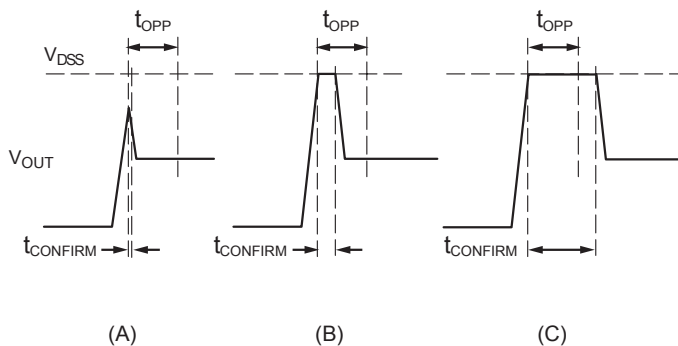 tOPP
tOPP
tOPP
VDSS
VOUT
tCONFIRM
tCONFIRM
tCONFIRM
(A)
(B)
(C)